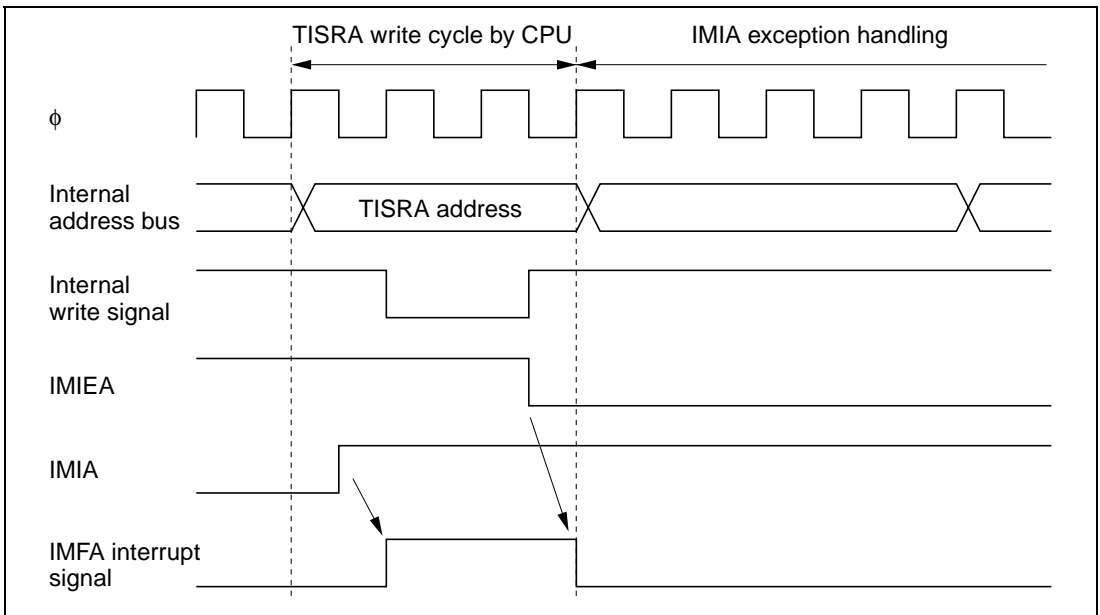 TISRA write cycle by CPU
IMIA exception handling
ϕ
Internal
address bus
TISRA address
Internal
write signal
IMIEA
IMIA
IMFA interrupt
signal